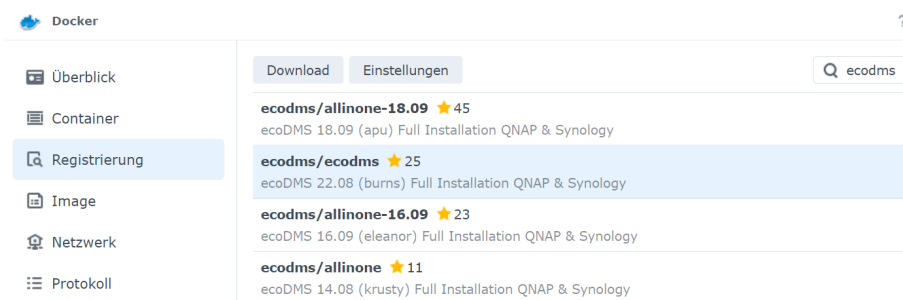 Docker
Überblick
Container
Registrierung
Image
Netzwerk
Protokoll
Download Einstellungen ecodms
ecodms/allinone-18.09 45
ecoDMS 18.09 (apu) Full Installation QNAP & Synology
ecodms/ecodms 25
ecoDMS 22.08 (burns) Full Installation QNAP & Synology
ecodms/allinone-16.09 23
ecoDMS 16.09 (eleanor) Full Installation QNAP & Synology
ecodms/allinone 11
ecoDMS 14.08 (krusty) Full Installation QNAP & Synology